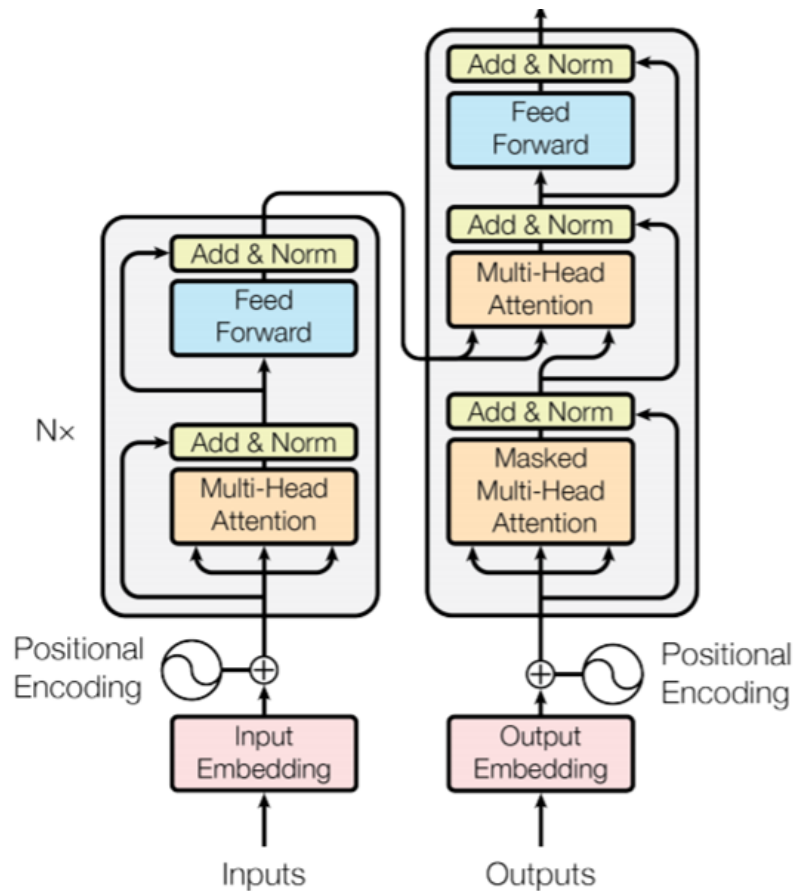 Add & Norm
Feed
Forward
Add & Norm
Multi-Head
Attention
Add & Norm
Masked
Multi-Head
Attention
Add & Norm
Feed
Forward
N×
Add & Norm
Multi-Head
Attention
Positional
Encoding
Positional
Encoding
Input
Embedding
Output
Embedding
Inputs
Outputs